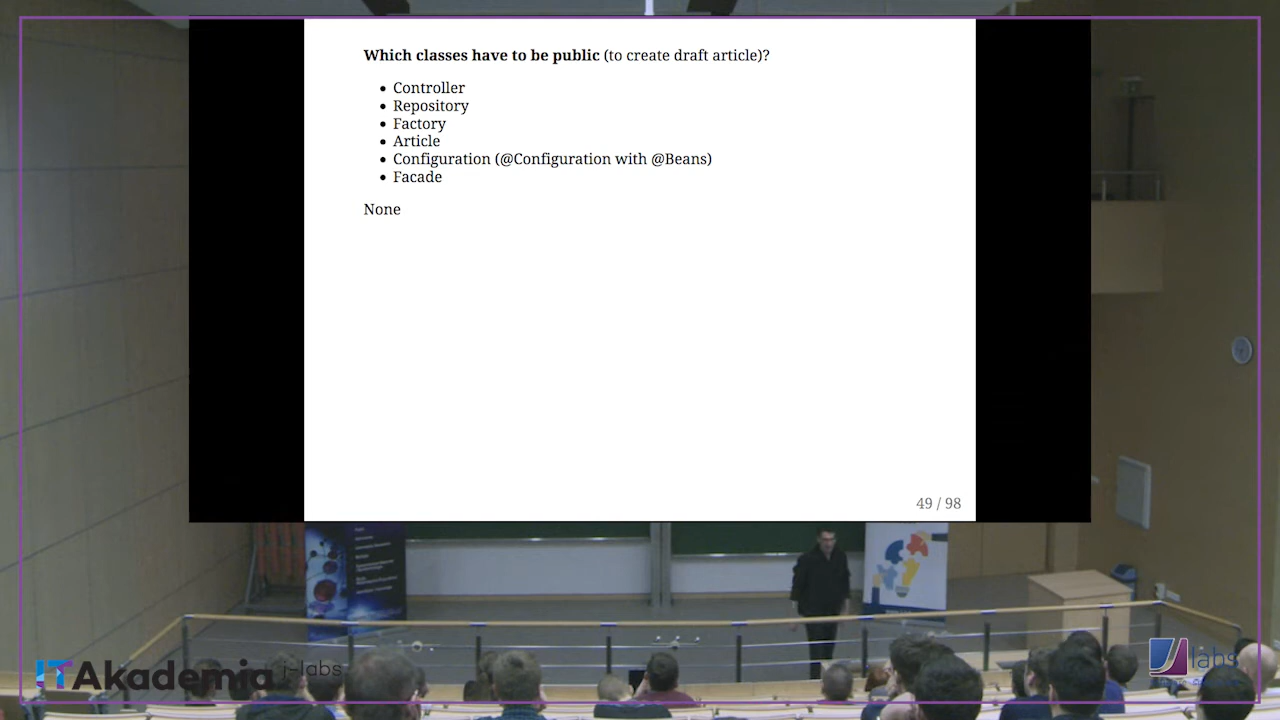 Which classes have to be public (to create draft article)?
Controller
Repository
Factory
Article
Configuration (@Configuration with @Beans)
Facade
None
49 / 98
ITAkademia j-labs
labs